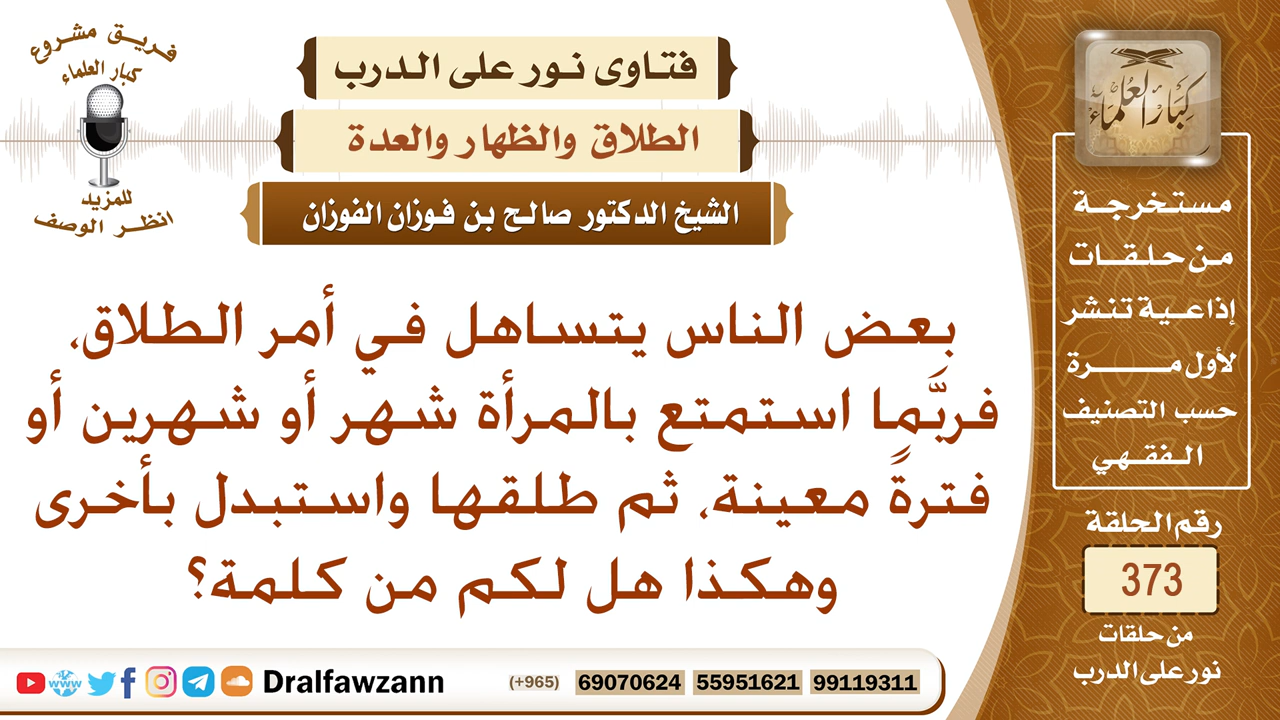 فريق مشروع
كبار العلماء
للمزيد
انظر الوصف
فتاوى نور على الدرب
الطلاق والظهار والعدة
الشيخ الدكتور صالح بن فوزان الفوزان
بعض الناس يتساهل في أمر الطلاق،
فربَّما استمتع بالمرأة شهر أو شهرين أو
فترةً معينة، ثم طلقها واستبدل بأخرى
وهكذا هل لكم من كلمة؟
كبار العلماء
مستخرجة
من حلقات
إذاعية تنشر
لأول مرة
حسب التصنيف
الفقهي
رقم الحلقة
373
من حلقات
نور على الدرب
www Dralfawzann (+965) 69070624 55951621 99119311